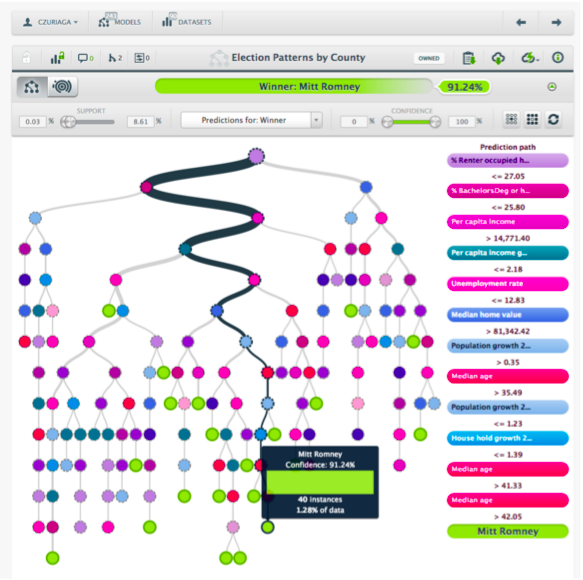 CZURIAGA
MODELS
DATASETS
0
2
0
Election Patterns by County
OWNED
Winner: Mitt Romney
91.24%
SUPPORT
0.03 %
8.61 %
Predictions for: Winner
CONFIDENCE
0 %
100 %
Prediction path
% Renter occupied h...
<= 27.05
% BachelorsDeg or h...
<= 25.80
Per capita income
> 14,771.40
Per capita income g...
<= 2.18
Unemployment rate
<= 12.83
Median home value
> 81,342.42
Population growth 2...
> 0.35
Median age
> 35.49
Population growth 2...
<= 1.23
House hold growth 2...
<= 1.39
Median age
> 41.33
Median age
> 42.05
Mitt Romney
Mitt Romney
Confidence: 91.24%
40 instances
1.28% of data